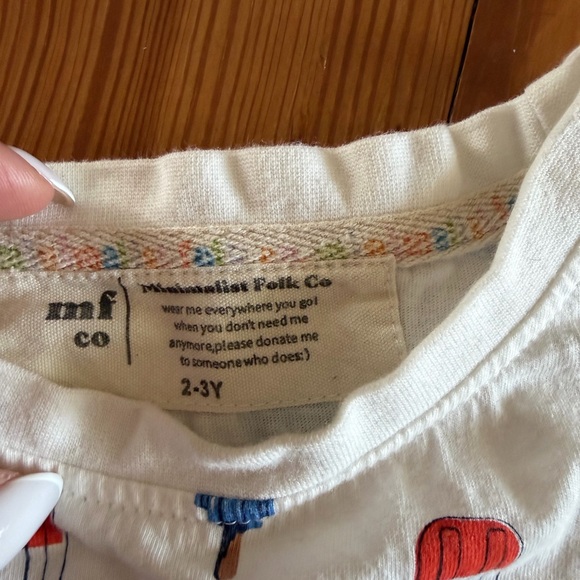 mf
co
Minimalist Folk Co
wear me everywhere you go!
when you don't need me
anymore,please donate me
to someone who does:)
2-3Y